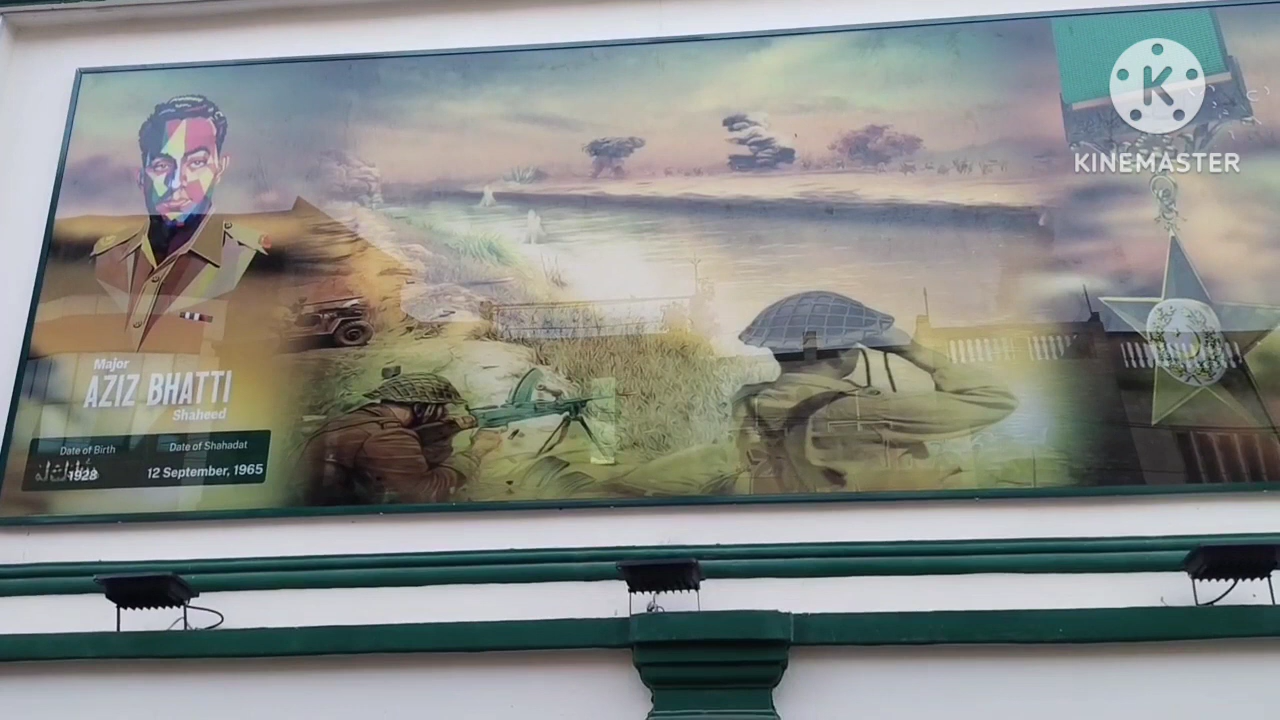 KINEMASTER
Major
AZIZ BHATTI
Shaheed
Date of Birth
Date of Shahadat
1928
12 September, 1965